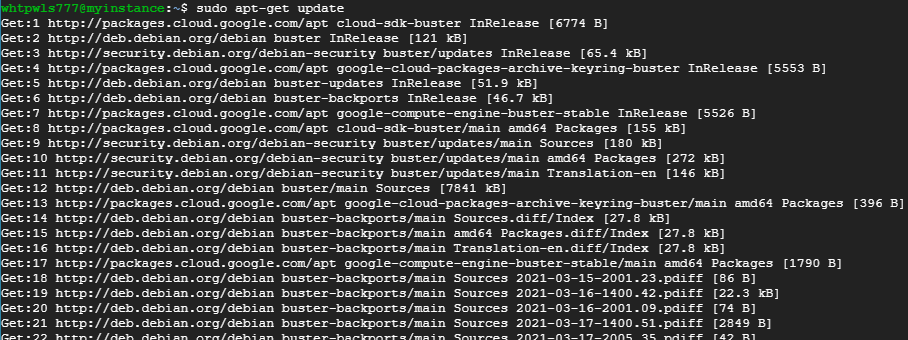 whtpwls777@myinstance:~$ sudo apt-get update
Get:1 http://packages.cloud.google.com/apt cloud-sdk-buster InRelease [6774 B]
Get:2 http://deb.debian.org/debian buster InRelease [121 kB]
Get:3 http://security.debian.org/debian-security buster/updates InRelease [65.4 kB]
Get:4 http://packages.cloud.google.com/apt google-cloud-packages-archive-keyring-buster InRelease [5553 B]
Get:5 http://deb.debian.org/debian buster-updates InRelease [51.9 kB]
Get:6 http://deb.debian.org/debian buster-backports InRelease [46.7 kB]
Get:7 http://packages.cloud.google.com/apt google-compute-engine-buster-stable InRelease [5526 B]
Get:8 http://packages.cloud.google.com/apt cloud-sdk-buster/main amd64 Packages [155 kB]
Get:9 http://security.debian.org/debian-security buster/updates/main Sources [180 kB]
Get:10 http://security.debian.org/debian-security buster/updates/main amd64 Packages [272 kB]
Get:11 http://security.debian.org/debian-security buster/updates/main Translation-en [146 kB]
Get:12 http://deb.debian.org/debian buster/main Sources [7841 kB]
Get:13 http://packages.cloud.google.com/apt google-cloud-packages-archive-keyring-buster/main amd64 Packages [396 B]
Get:14 http://deb.debian.org/debian buster-backports/main Sources.diff/Index [27.8 kB]
Get:15 http://deb.debian.org/debian buster-backports/main amd64 Packages.diff/Index [27.8 kB]
Get:16 http://deb.debian.org/debian buster-backports/main Translation-en.diff/Index [27.8 kB]
Get:17 http://packages.cloud.google.com/apt google-compute-engine-buster-stable/main amd64 Packages [1790 B]
Get:18 http://deb.debian.org/debian buster-backports/main Sources 2021-03-15-2001.23.pdiff [86 B]
Get:19 http://deb.debian.org/debian buster-backports/main Sources 2021-03-16-1400.42.pdiff [22.3 kB]
Get:20 http://deb.debian.org/debian buster-backports/main Sources 2021-03-16-2001.09.pdiff [74 B]
Get:21 http://deb.debian.org/debian buster-backports/main Sources 2021-03-17-1400.51.pdiff [2849 B]
Get:22 http://deb.debian.org/debian buster-backports/main Sources 2021-03-17-2005.35.pdiff [42 B]